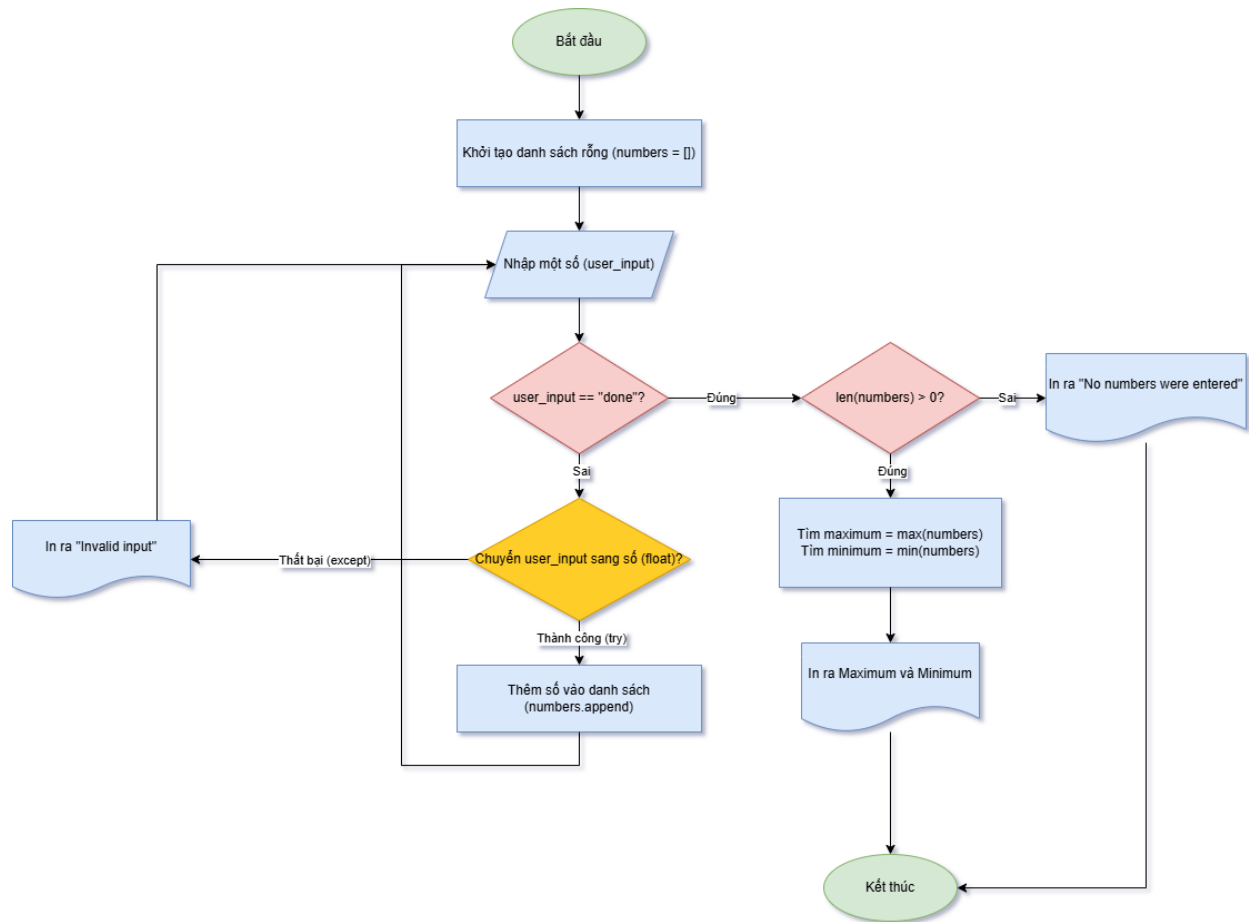 Bắt đầu
Khởi tạo danh sách rỗng (numbers = [])
Nhập một số (user_input)
user_input == "done"?
Đúng
len(numbers) > 0?
Sai
In ra "No numbers were entered"
Sai
Đúng
Chuyển user_input sang số (float)?
Thất bại (except)
In ra "Invalid input"
Tìm maximum = max(numbers)
Tìm minimum = min(numbers)
Thành công (try)
Thêm số vào danh sách
(numbers.append)
In ra Maximum và Minimum
Kết thúc